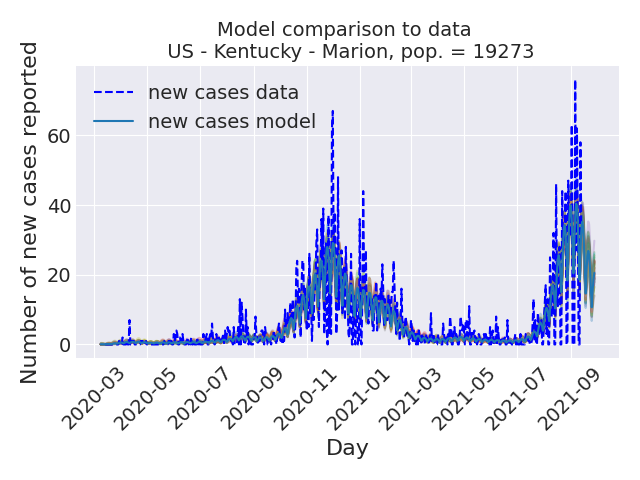 Model comparison to data
US - Kentucky - Marion, pop. = 19273
new cases data
new cases model
Number of new cases reported
60
40
20
0
2020-03
2020-05
2020-07
2020-09
2020-11
2021-01
2021-03
2021-05
2021-07
2021-09
Day